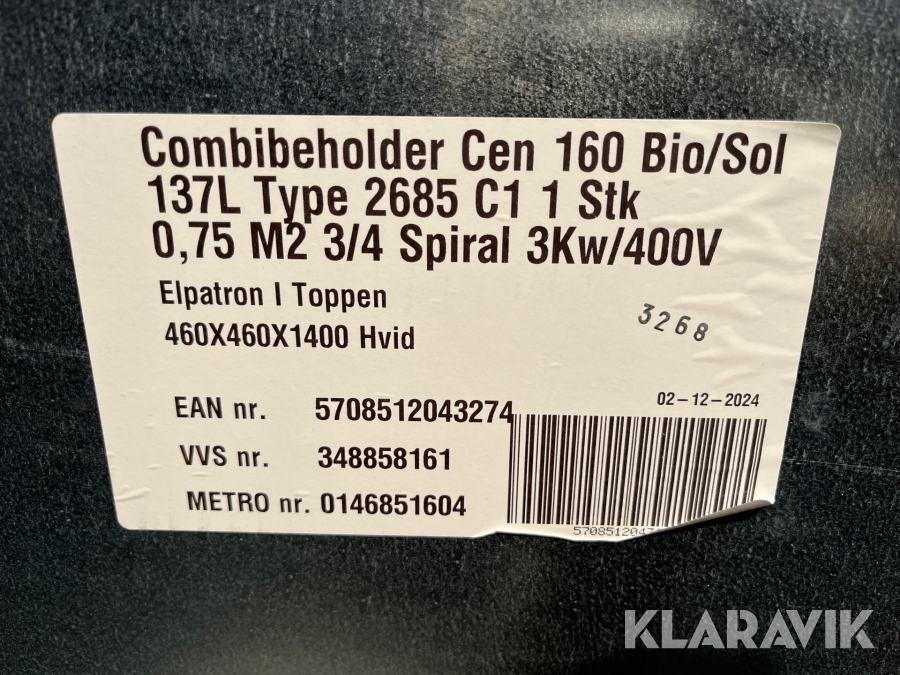 Combibeholder Cen 160 Bio/Sol
137L Type 2685 C1 1 Stk
0,75 M2 3/4 Spiral 3Kw/400V
Elpatron I Toppen
460X460X1400 Hvid
3268
EAN nr. 5708512043274
02-12-2024
VVS nr. 348858161
METRO nr. 0146851604
KLARAVIK